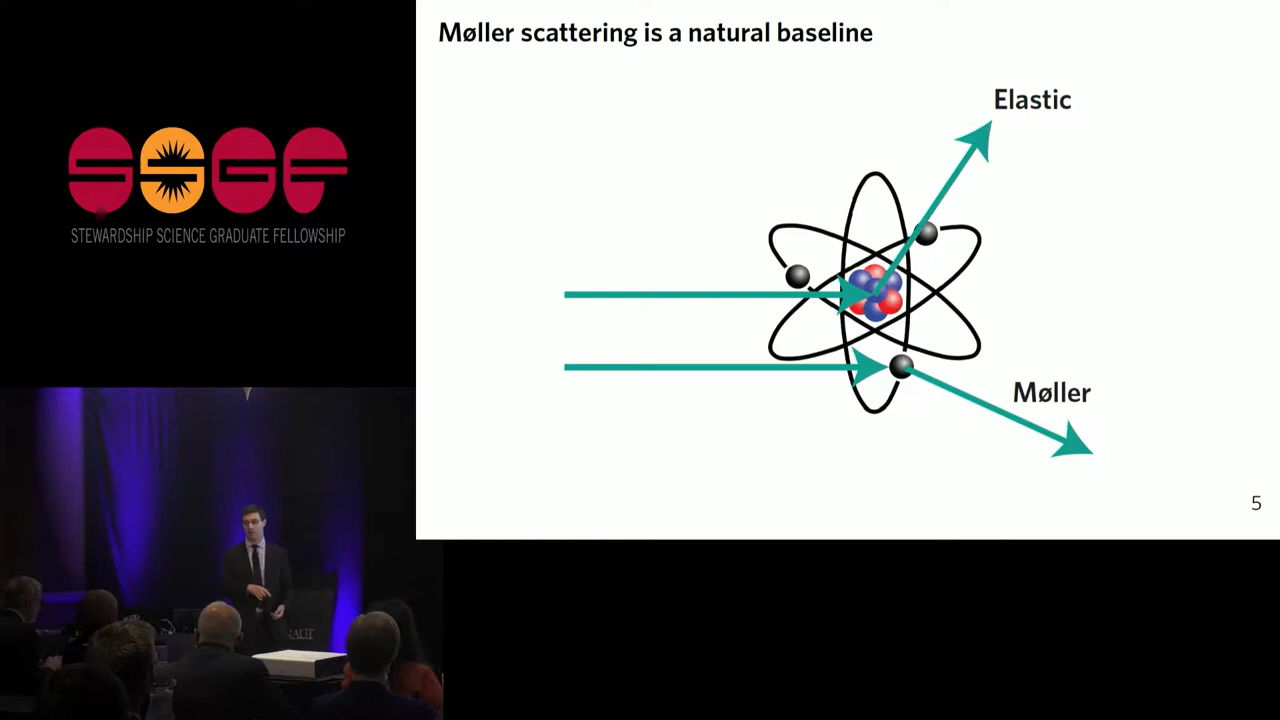 Møller scattering is a natural baseline
Elastic
SSGF
STEWARDSHIP SCIENCE GRADUATE FELLOWSHIP
Møller
5